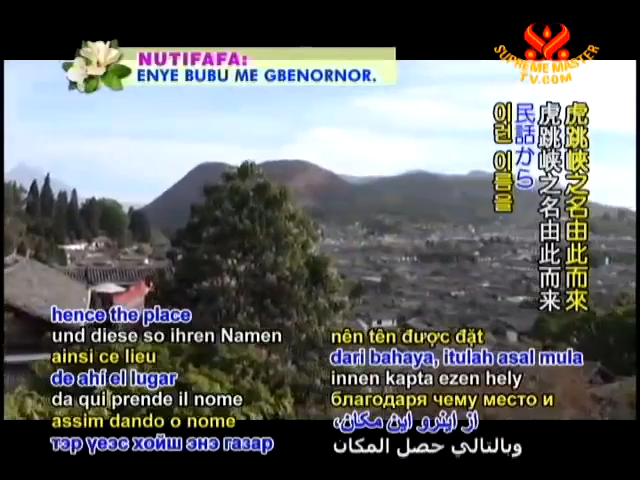 NUTIFAFA:
ENYE BUBU ME GBENORNOR.
SUPREME MASTER
TV.COM
虎跳峽之名由此而來
虎跳峡之名由此而来
民話から
이런 이름을
hence the place
und diese so ihren Namen
ainsi ce lieu
de ahí el lugar
da qui prende il nome
assim dando o nome
тэр үеэс хойш энэ газар
nên tên được đặt
dari bahaya, itulah asal mula
innen kapta ezen hely
благодаря чему место и
از اینرو این مکان،
وبالتالي حصل المكان